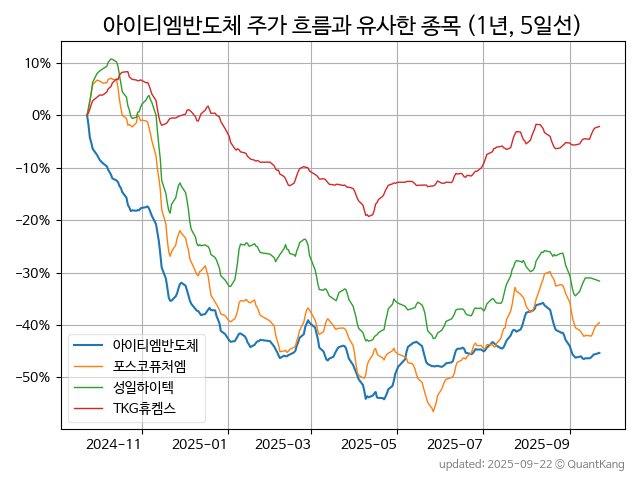 아이티엠반도체 주가 흐름과 유사한 종목 (1년, 5일선)
10%
0%
−10%
−20%
−30%
−40%
−50%
아이티엠반도체
포스코퓨처엠
성일하이텍
TKG휴켐스
2024-11
2025-01
2025-03
2025-05
2025-07
2025-09
updated: 2025-09-22 © QuantKang